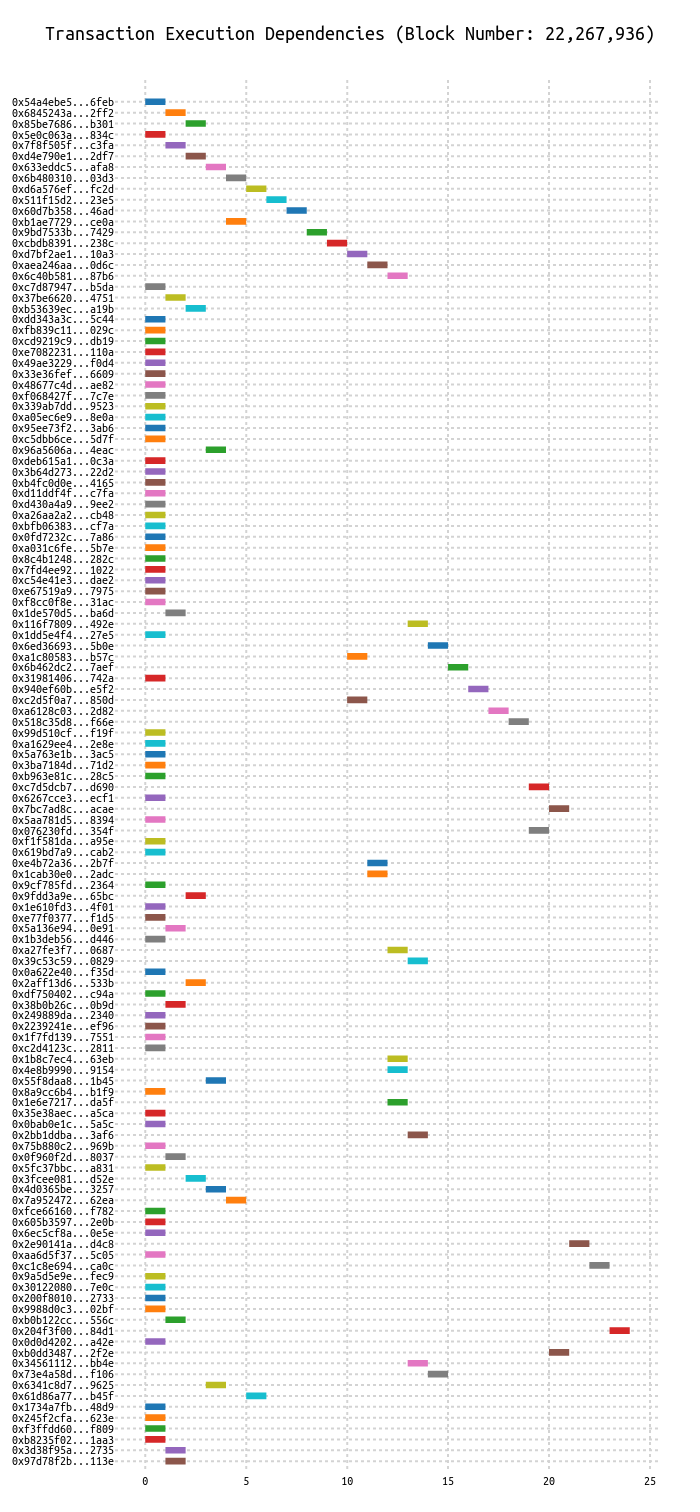 Transaction Execution Dependencies (Block Number: 22,267,936)
0x54a4ebe5...6feb
0x6845243a...2ff2
0x85be7686...b301
0x5e0c063a...834c
0x7f8f505f...c3fa
0xd4e790e1...2df7
0x633eddc5...afa8
0x6b480310...03d3
0xd6a576ef...fc2d
0x511f15d2...23e5
0x60d7b358...46ad
0xb1ae7729...ce0a
0x9bd7533b...7429
0xcbdb8391...238c
0xd7bf2ae1...10a3
0xaea246aa...0d6c
0x6c40b581...87b6
0xc7d87947...b5da
0x37be6620...4751
0xb53639ec...a19b
0xdd343a3c...5c44
0xfb839c11...029c
0xcd9219c9...db19
0xe7082231...110a
0x49ae3229...f0d4
0x33e36fef...6609
0x48677c4d...ae82
0xf068427f...7c7e
0x339ab7dd...9523
0xa05ec6e9...8e0a
0x95ee73f2...3ab6
0xc5dbb6ce...5d7f
0x96a5606a...4eac
0xdeb615a1...0c3a
0x3b64d273...22d2
0xb4fc0d0e...4165
0xd11ddf4f...c7fa
0xd430a4a9...9ee2
0xa26aa2a2...cb48
0xbfb06383...cf7a
0x0fd7232c...7a86
0xa031c6fe...5b7e
0x8c4b1248...282c
0x7fd4ee92...1022
0xc54e41e3...dae2
0xe67519a9...7975
0xf8cc0f8e...31ac
0x1de570d5...ba6d
0x116f7809...492e
0x1dd5e4f4...27e5
0x6ed36693...5b0e
0xa1c80583...b57c
0x6b462dc2...7aef
0x31981406...742a
0x940ef60b...e5f2
0xc2d5f0a7...850d
0xa6128c03...2d82
0x518c35d8...f66e
0x99d510cf...f19f
0xa1629ee4...2e8e
0x5a763e1b...3ac5
0x3ba7184d...71d2
0xb963e81c...28c5
0xc7d5dcb7...d690
0x6267cce3...ecf1
0x7bc7ad8c...acae
0x5aa781d5...8394
0x076230fd...354f
0xf1f581da...a95e
0x619bd7a9...cab2
0xe4b72a36...2b7f
0x1cab30e0...2adc
0x9cf785fd...2364
0x9fdd3a9e...65bc
0x1e610fd3...4f01
0xe77f0377...f1d5
0x5a136e94...0e91
0x1b3deb56...d446
0xa27fe3f7...0687
0x39c53c59...0829
0x0a622e40...f35d
0x2aff13d6...533b
0xdf750402...c94a
0x38b0b26c...0b9d
0x249889da...2340
0x2239241e...ef96
0x1f7fd139...7551
0xc2d4123c...2811
0x1b8c7ec4...63eb
0x4e8b9990...9154
0x55f8daa8...1b45
0x8a9cc6b4...b1f9
0x1e6e7217...da5f
0x35e38aec...a5ca
0x0bab0e1c...5a5c
0x2bb1ddba...3af6
0x75b880c2...969b
0x0f960f2d...8037
0x5fc37bbc...a831
0x3fcee081...d52e
0x4d0365be...3257
0x7a952472...62ea
0xfce66160...f782
0x605b3597...2e0b
0x6ec5cf8a...0e5e
0x2e90141a...d4c8
0xaa6d5f37...5c05
0xc1c8e694...ca0c
0x9a5d5e9e...fec9
0x30122080...7e0c
0x200f8010...2733
0x9988d0c3...02bf
0xb0b122cc...556c
0x204f3f00...84d1
0x0d0d4202...a42e
0xb0dd3487...2f2e
0x34561112...bb4e
0x73e4a58d...f106
0x6341c8d7...9625
0x61d86a77...b45f
0x1734a7fb...48d9
0x245f2cfa...623e
0xf3ffdd60...f809
0xb8235f02...1aa3
0x3d38f95a...2735
0x97d78f2b...113e
0 5 10 15 20 25